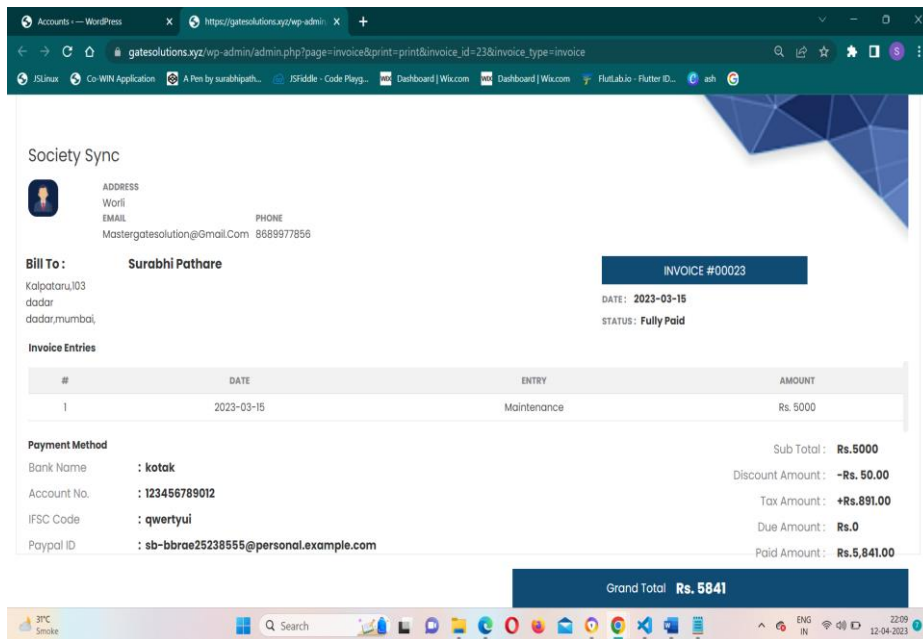 Accounts ‹ — WordPress
https://gatesolutions.xyz/wp-admin
gatesolutions.xyz/wp-admin/admin.php?page=invoice&print=print&invoice_id=23&invoice_type=invoice
S
JSLinux Co-WIN Application A Pen by surabhipath... JSFiddle - Code Playg... WIX Dashboard | Wix.com WIX Dashboard | Wix.com FlutLab.io - Flutter ID... ash
Society Sync
ADDRESS
Worli
EMAIL PHONE
Mastergatesolution@Gmail.Com 8689977856
Bill To : Surabhi Pathare
Kalpataru,103
dadar
dadar,mumbai,
INVOICE #00023
DATE : 2023-03-15
STATUS : Fully Paid
Invoice Entries
# DATE ENTRY AMOUNT
1 2023-03-15 Maintenance Rs. 5000
Payment Method
Bank Name : kotak
Account No. : 123456789012
IFSC Code : qwertyui
Paypal ID : sb-bbrae25238555@personal.example.com
Sub Total : Rs.5000
Discount Amount : -Rs. 50.00
Tax Amount : +Rs.891.00
Due Amount : Rs.0
Paid Amount : Rs.5,841.00
Grand Total Rs. 5841
31°C
Smoke
Search
ENG
IN
22:09
12-04-2023